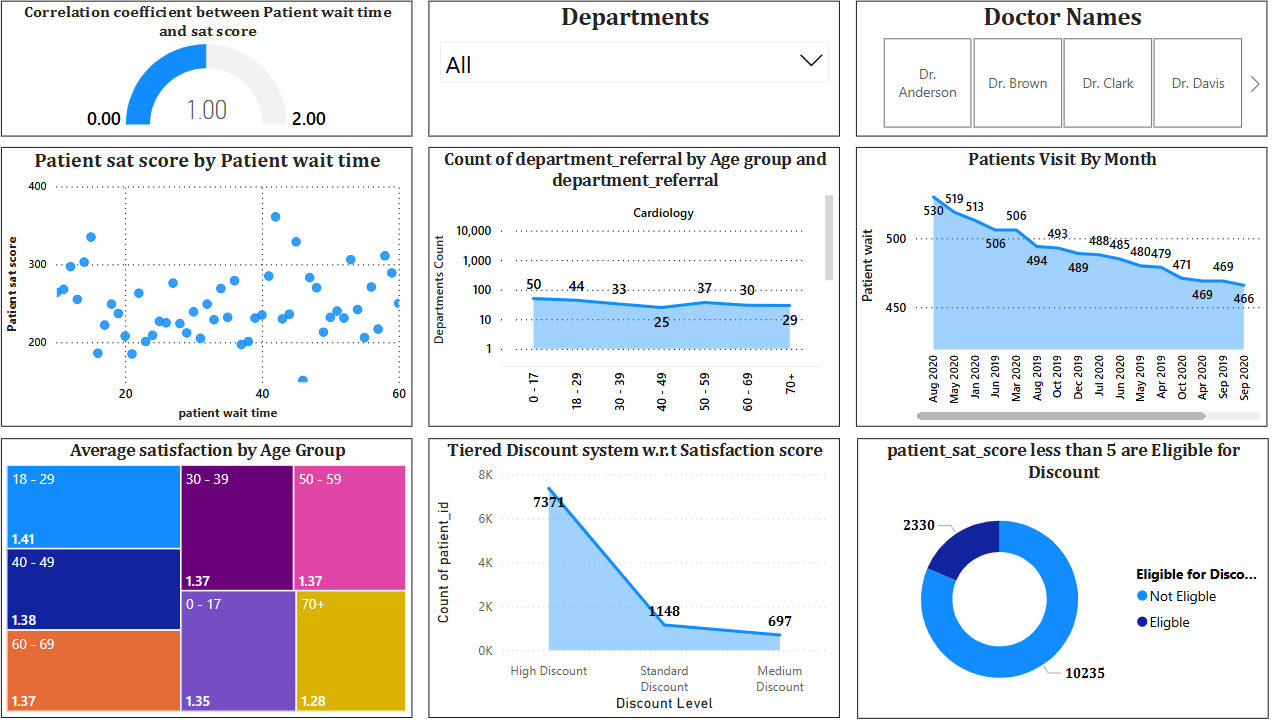 Correlation coefficient between Patient wait time
and sat score
0.00
1.00
2.00
Departments
All
Doctor Names
Dr.
Anderson
Dr. Brown
Dr. Clark
Dr. Davis
Patient sat score by Patient wait time
Patient sat score
400
300
200
20
40
60
patient wait time
Count of department_referral by Age group and
department_referral
Cardiology
Departments Count
10,000
1,000
100
10
1
50
44
33
25
37
30
29
0 - 17
18 - 29
30 - 39
40 - 49
50 - 59
60 - 69
70+
Patients Visit By Month
Patient wait
500
450
530
519
513
506
506
494
493
489
488
485
480
479
471
469
469
466
Aug 2020
May 2020
Jan 2020
Jun 2019
Mar 2020
Aug 2019
Oct 2019
Dec 2019
Jul 2020
Jun 2020
May 2019
Apr 2019
Oct 2020
Apr 2020
Sep 2019
Sep 2020
Average satisfaction by Age Group
18 - 29
1.41
40 - 49
1.38
60 - 69
1.37
30 - 39
1.37
50 - 59
1.37
0 - 17
1.35
70+
1.28
Tiered Discount system w.r.t Satisfaction score
Count of patient_id
8K
6K
4K
2K
0K
7371
1148
697
High Discount
Standard
Discount
Medium
Discount
Discount Level
patient_sat_score less than 5 are Eligible for
Discount
2330
10235
Eligible for Disco...
Not Eligble
Eligble